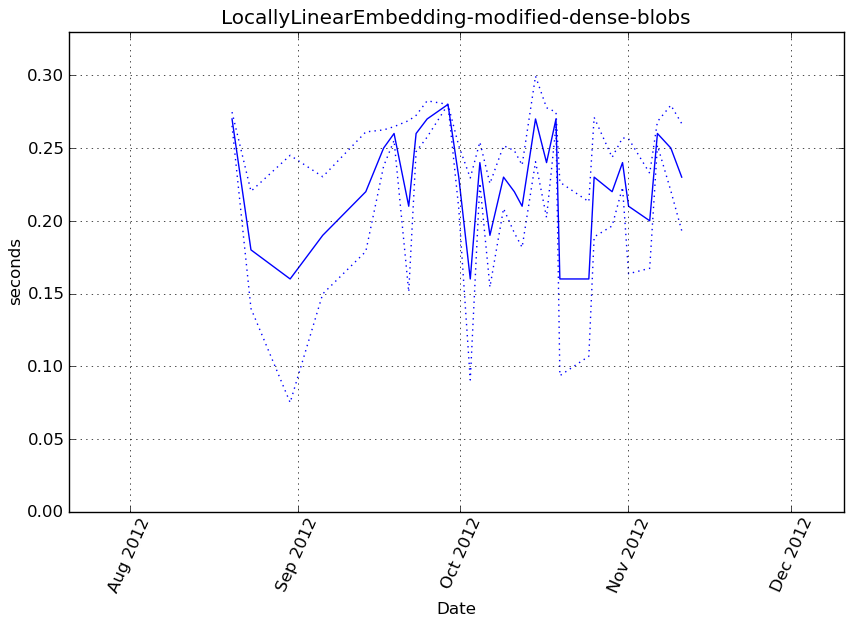 LocallyLinearEmbedding-modified-dense-blobs
0.30
0.25
0.20
0.15
0.10
0.05
0.00
seconds
Aug 2012
Sep 2012
Oct 2012
Nov 2012
Dec 2012
Date